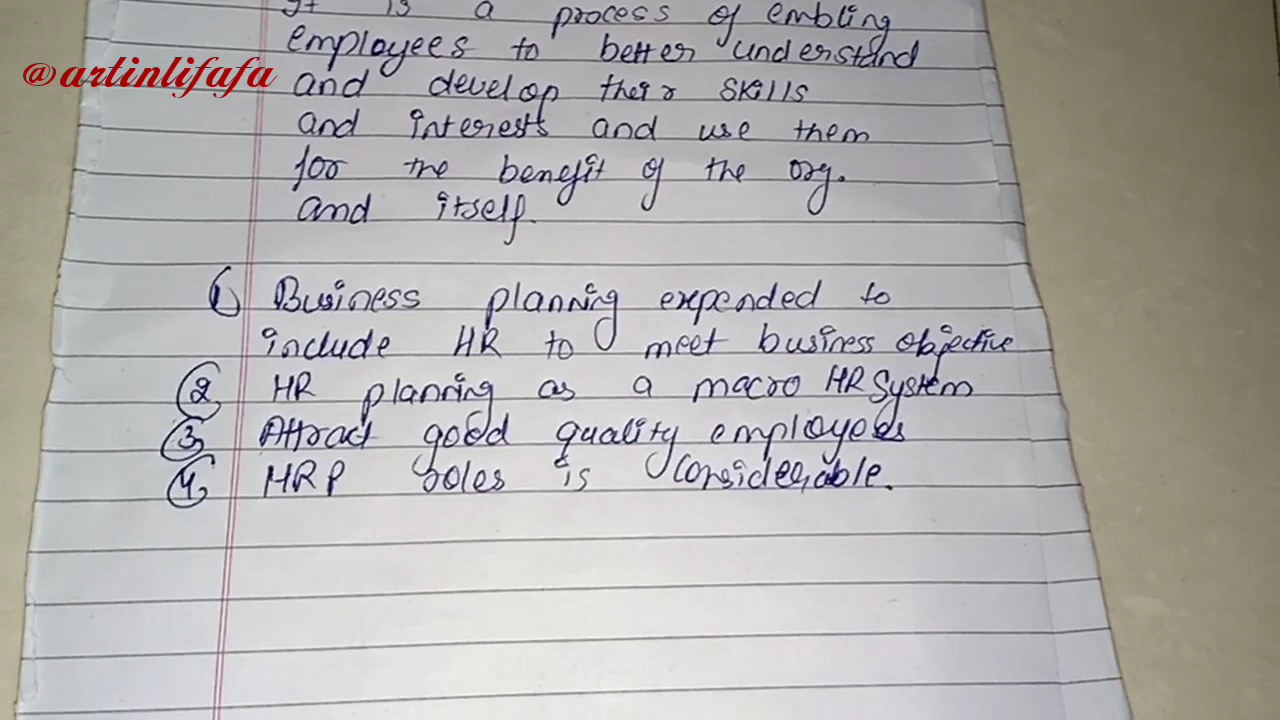 It is a process of embling
employees to better understand
@artinlifafa
and develop their skills
and interests and use them
for the benefit of the org.
and itself.
1) Business planning expended to
include HR to meet business objective
2) HR planning as a macro HR System
3) Attract good quality employees
4) HRP roles is considerable.